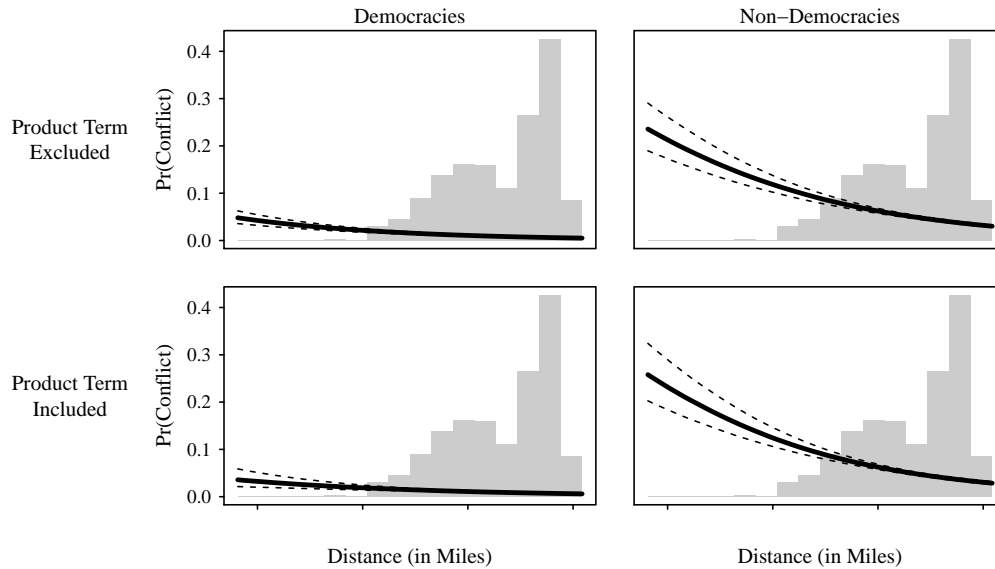 Democracies
Non−Democracies
Product Term
Excluded
Pr(Conflict)
0.4
0.3
0.2
0.1
0.0
Product Term
Included
Pr(Conflict)
0.4
0.3
0.2
0.1
0.0
Distance (in Miles)
Distance (in Miles)